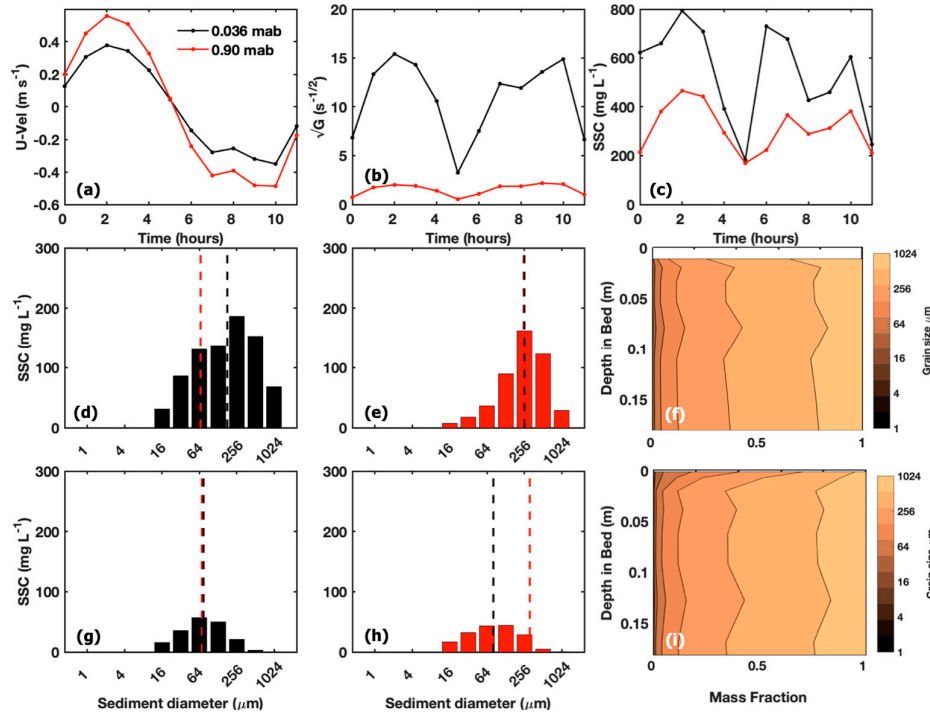 0.4
0.2
0
-0.2
-0.4
-0.6
U-Vel (m s⁻¹)
0.036 mab
0.90 mab
(a)
0 2 4 6 8 10
Time (hours)
20
15
10
5
0
√G (s⁻¹ᐟ²)
(b)
0 2 4 6 8 10
Time (hours)
800
600
400
200
0
SSC (mg L⁻¹)
(c)
0 2 4 6 8 10
Time (hours)
300
200
100
0
SSC (mg L⁻¹)
(d)
1 4 16 64 256 1024
300
200
100
0
(e)
1 4 16 64 256 1024
0
0.05
0.1
0.15
Depth in Bed (m)
(f)
0 0.5 1
1024
256
64
16
4
1
Grain size μm
300
200
100
0
SSC (mg L⁻¹)
(g)
1 4 16 64 256 1024
Sediment diameter (μm)
300
200
100
0
(h)
1 4 16 64 256 1024
Sediment diameter (μm)
0
0.05
0.1
0.15
Depth in Bed (m)
(i)
0 0.5 1
Mass Fraction
1024
256
64
16
4
1
Grain size μm